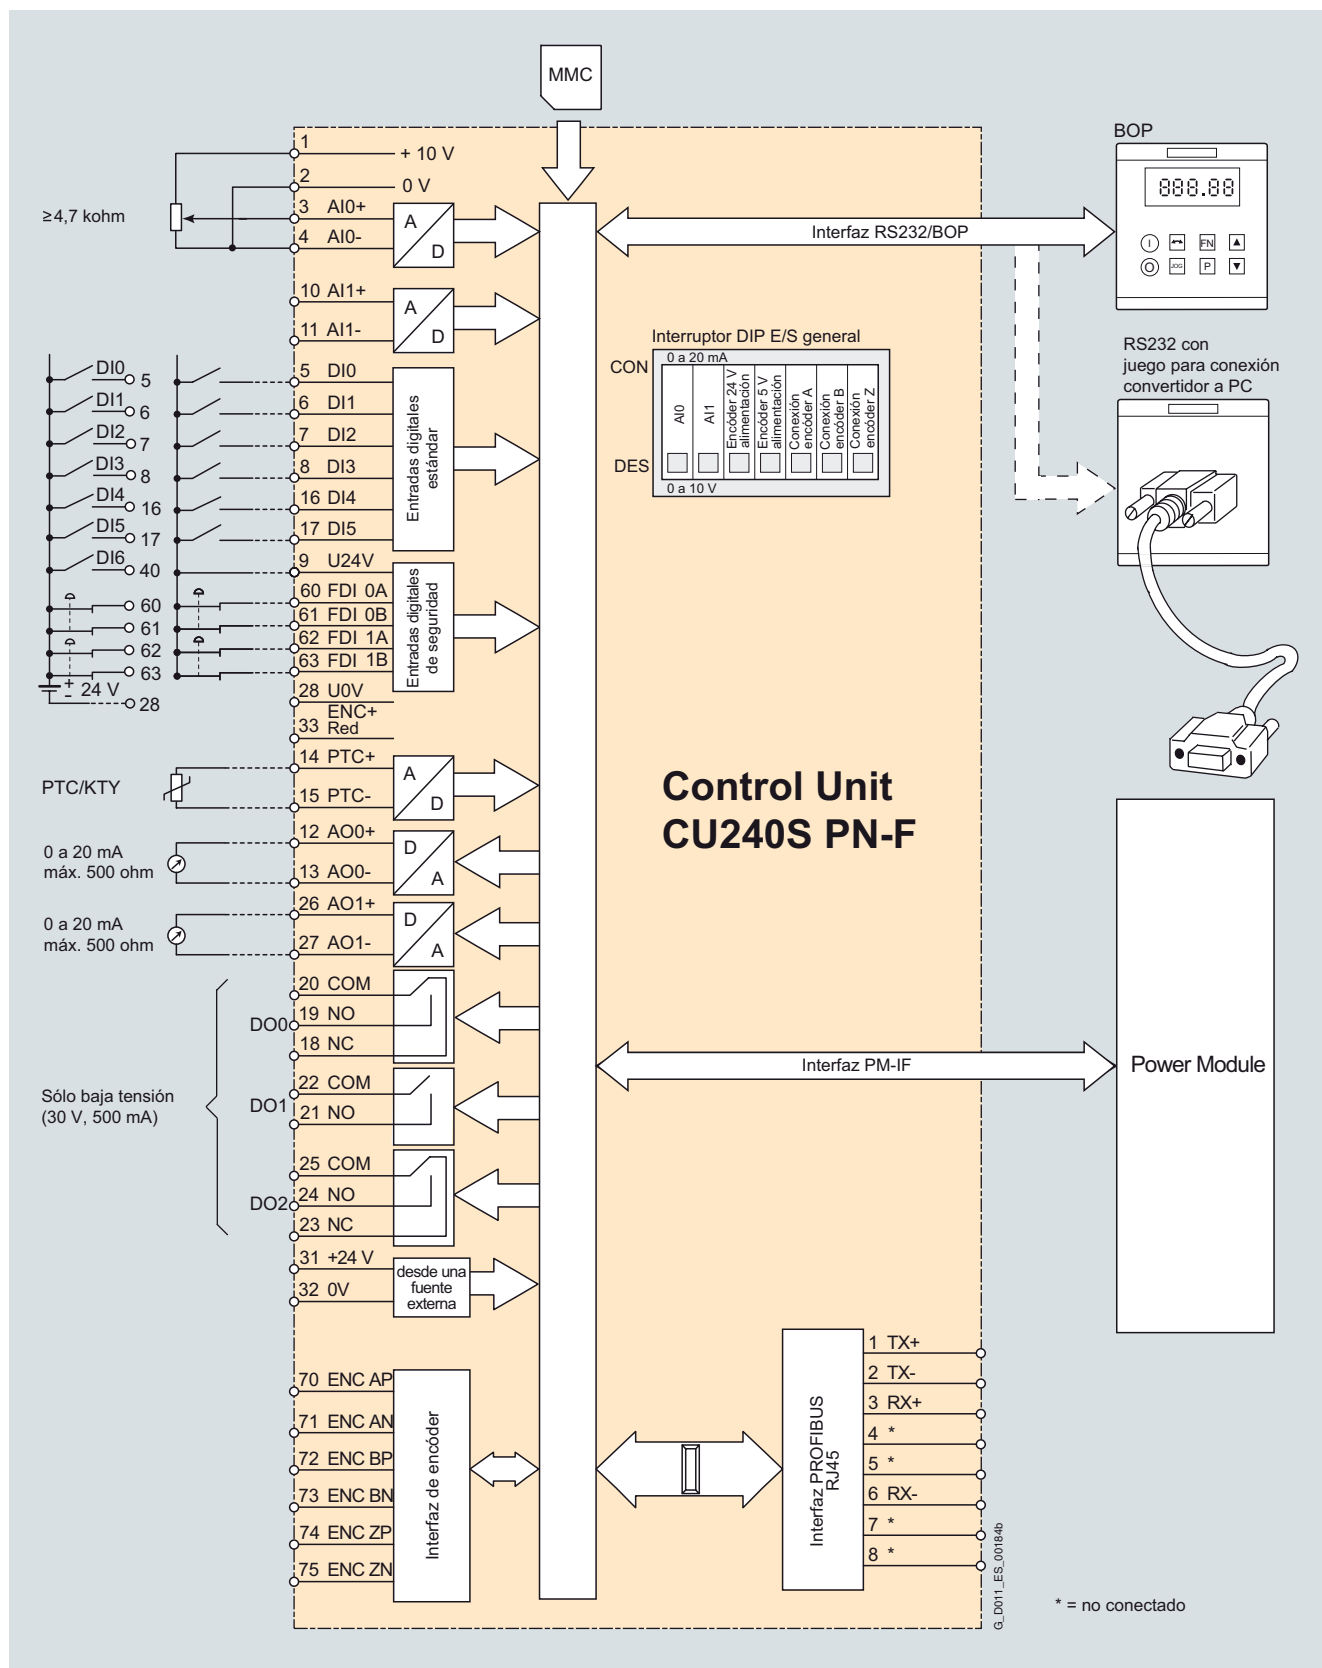 MMC
BOP
888.88
I
FN
O
JOG
P
1
+ 10 V
2
0 V
≥4,7 kohm
3 AI0+
4 AI0-
A
D
Interfaz RS232/BOP
10 AI1+
11 AI1-
A
D
RS232 con
juego para conexión
convertidor a PC
Interruptor DIP E/S general
CON
0 a 20 mA
AI0
AI1
Encóder 24 V
alimentación
Encóder 5 V
alimentación
Conexión
encóder A
Conexión
encóder B
Conexión
encóder Z
DES
0 a 10 V
DI0 5
DI1 6
DI2 7
DI3 8
DI4 16
DI5 17
DI6 40
60
61
62
63
+
- 24 V
28
5 DI0
6 DI1
7 DI2
8 DI3
16 DI4
17 DI5
Entradas digitales
estándar
9 U24V
60 FDI 0A
61 FDI 0B
62 FDI 1A
63 FDI 1B
Entradas digitales
de seguridad
28 U0V
ENC+
33 Red
PTC/KTY
14 PTC+
15 PTC-
A
D
Control Unit
CU240S PN-F
0 a 20 mA
máx. 500 ohm
12 AO0+
13 AO0-
D
A
0 a 20 mA
máx. 500 ohm
26 AO1+
27 AO1-
D
A
Sólo baja tensión
(30 V, 500 mA)
DO0
20 COM
19 NO
18 NC
DO1
22 COM
21 NO
DO2
25 COM
24 NO
23 NC
Interfaz PM-IF
Power Module
31 +24 V
32 0V
desde una
fuente
externa
70 ENC AP
71 ENC AN
72 ENC BP
73 ENC BN
74 ENC ZP
75 ENC ZN
Interfaz de encóder
Interfaz PROFIBUS
RJ45
1 TX+
2 TX-
3 RX+
4 *
5 *
6 RX-
7 *
8 *
G_D011_ES_00184b
* = no conectado